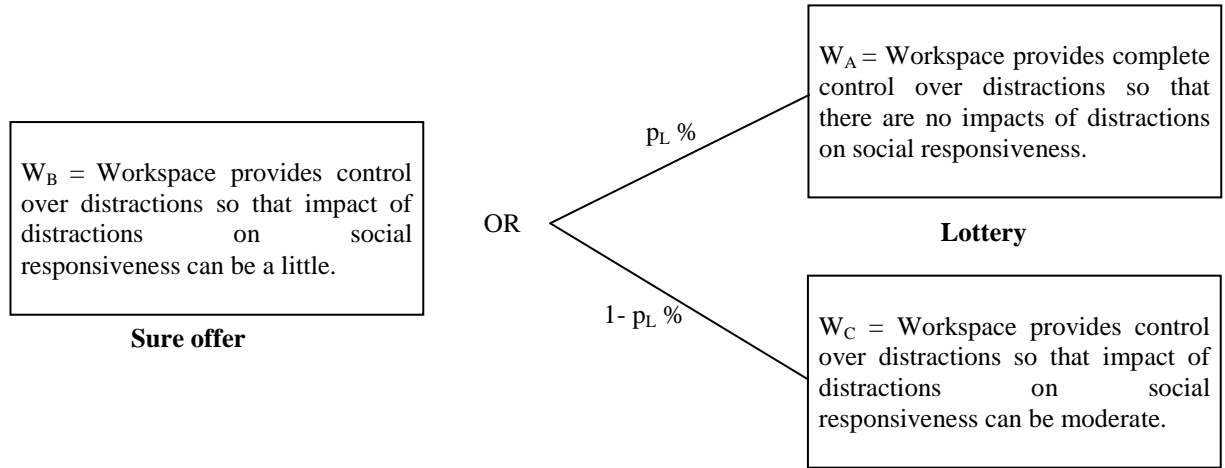 W_B = Workspace provides control
over distractions so that impact of
distractions on social
responsiveness can be a little.
Sure offer
OR
p_L %
1- p_L %
W_A = Workspace provides complete
control over distractions so that
there are no impacts of distractions
on social responsiveness.
Lottery
W_C = Workspace provides control
over distractions so that impact of
distractions on social
responsiveness can be moderate.